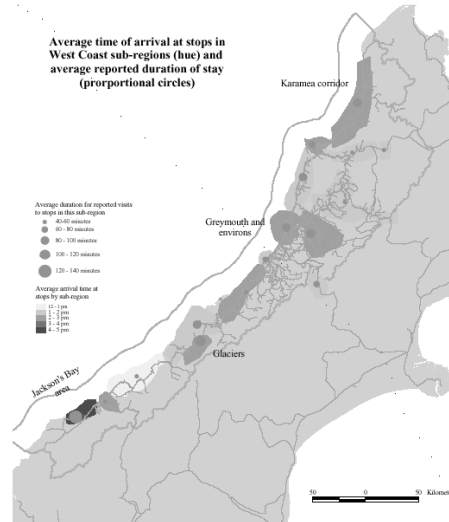 Average time of arrival at stops in
West Coast sub-regions (hue) and
average reported duration of stay
(prorportional circles)
Karamea corridor
Average duration for reported visits
to stops in this sub-region
40-60 minutes
60 - 80 minutes
80 - 100 minutes
100 - 120 minutes
120 - 140 minutes
Greymouth and
environs
Average arrival time at
stops by sub-region
12 - 1 pm
1 - 2 pm
2 - 3 pm
3 - 4 pm
4 - 5 pm
Glaciers
Jackson's Bay
area
50 0 50 Kilomet